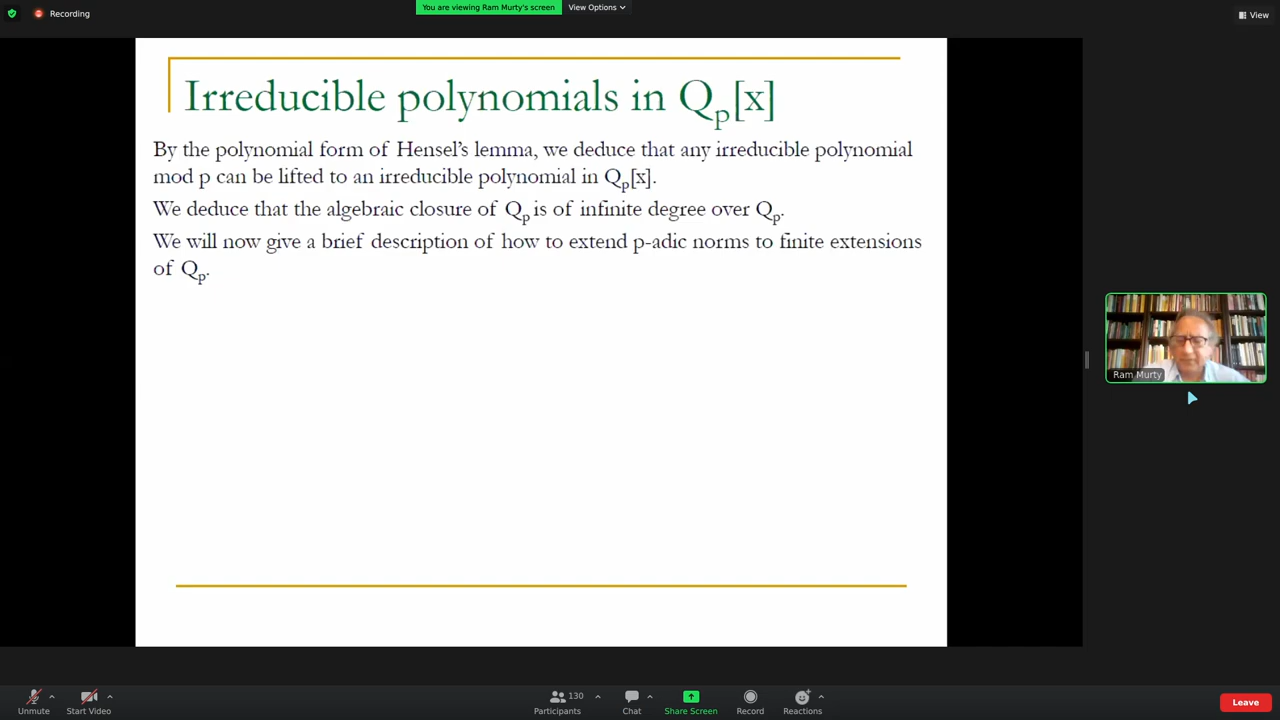 Recording
You are viewing Ram Murty's screen
View Options
View
Irreducible polynomials in Qp[x]
By the polynomial form of Hensel's lemma, we deduce that any irreducible polynomial
mod p can be lifted to an irreducible polynomial in Qp[x].
We deduce that the algebraic closure of Qp is of infinite degree over Qp.
We will now give a brief description of how to extend p-adic norms to finite extensions
of Qp.
Ram Murty
Unmute
Start Video
130
Participants
Chat
Share Screen
Record
Reactions
Leave